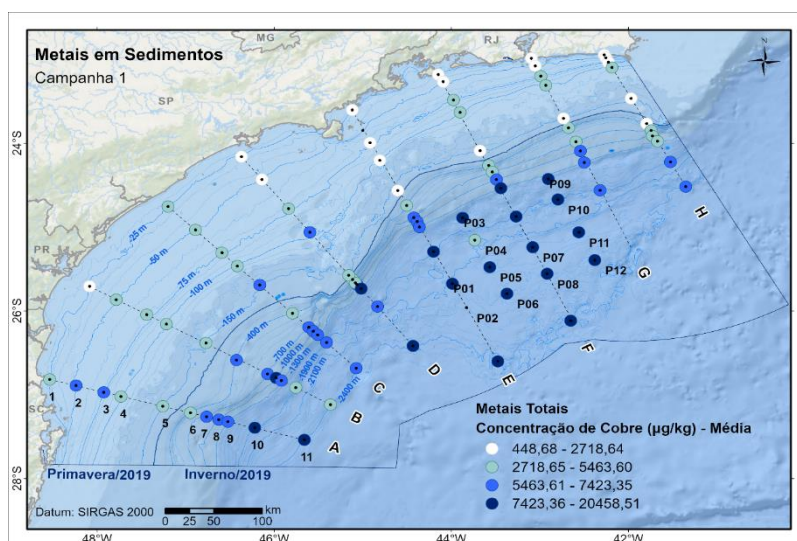 Metais em Sedimentos
Campanha 1
MG
RJ
SP
PR
SC
24°S
26°S
28°S
24°S
26°S
28°S
-25 m
-50 m
-75 m
-100 m
-150 m
-400 m
-700 m
-1000 m
-1300 m
-1900 m
-2100 m
-2400 m
P09
P10
P03
P11
P04
P07
P12
P05
P08
P01
P06
P02
H
G
F
E
D
C
B
A
1
2
3
4
5
6
7
8
9
10
11
Primavera/2019 Inverno/2019
Datum: SIRGAS 2000
0 25 50 100
km
Metais Totais
Concentração de Cobre (µg/kg) - Média
448,68 - 2718,64
2718,65 - 5463,60
5463,61 - 7423,35
7423,36 - 20458,51
48°W
46°W
44°W
42°W